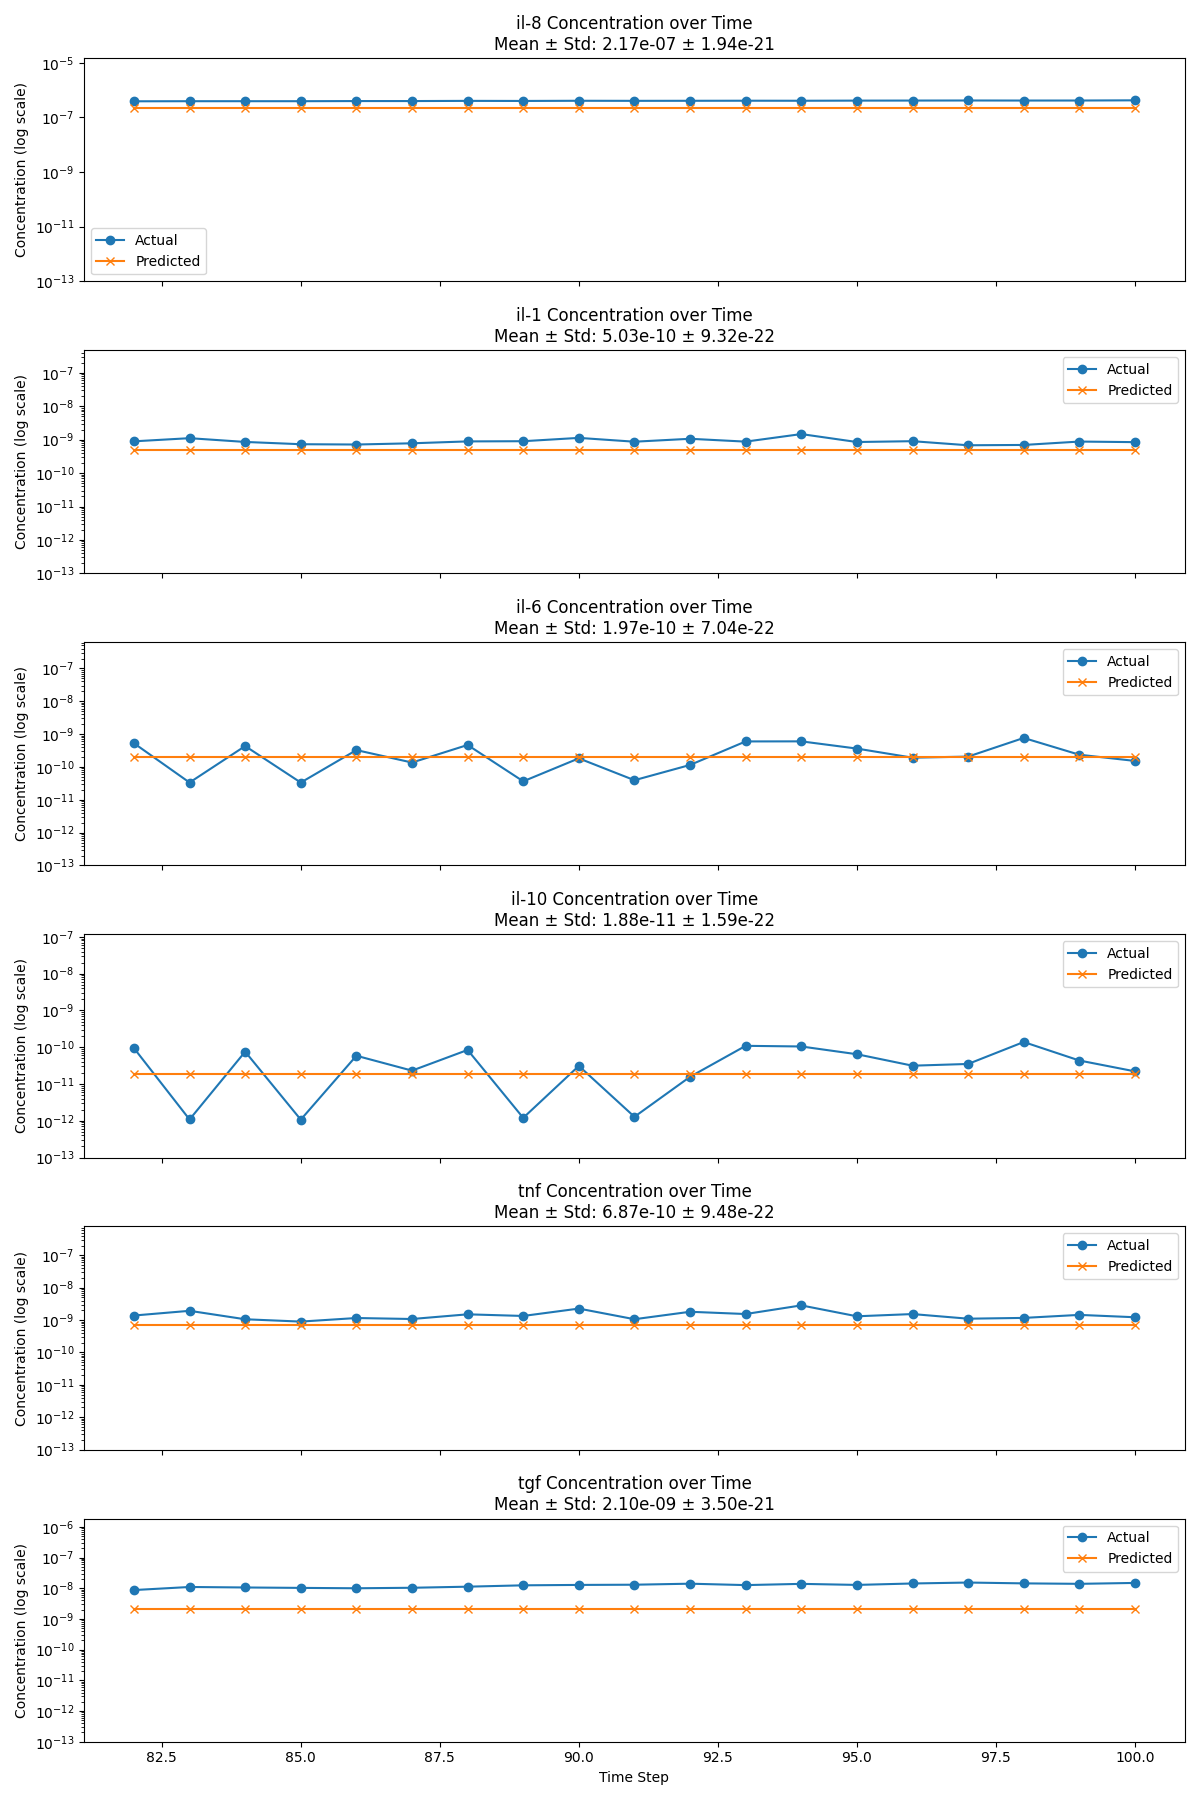 il-8 Concentration over Time
Mean ± Std: 2.17e-07 ± 1.94e-21
Concentration (log scale)
10⁻⁵
10⁻⁷
10⁻⁹
10⁻¹¹
10⁻¹³
Actual
Predicted
il-1 Concentration over Time
Mean ± Std: 5.03e-10 ± 9.32e-22
Concentration (log scale)
10⁻⁷
10⁻⁸
10⁻⁹
10⁻¹⁰
10⁻¹¹
10⁻¹²
10⁻¹³
Actual
Predicted
il-6 Concentration over Time
Mean ± Std: 1.97e-10 ± 7.04e-22
Concentration (log scale)
10⁻⁷
10⁻⁸
10⁻⁹
10⁻¹⁰
10⁻¹¹
10⁻¹²
10⁻¹³
Actual
Predicted
il-10 Concentration over Time
Mean ± Std: 1.88e-11 ± 1.59e-22
Concentration (log scale)
10⁻⁷
10⁻⁸
10⁻⁹
10⁻¹⁰
10⁻¹¹
10⁻¹²
10⁻¹³
Actual
Predicted
tnf Concentration over Time
Mean ± Std: 6.87e-10 ± 9.48e-22
Concentration (log scale)
10⁻⁷
10⁻⁸
10⁻⁹
10⁻¹⁰
10⁻¹¹
10⁻¹²
10⁻¹³
Actual
Predicted
tgf Concentration over Time
Mean ± Std: 2.10e-09 ± 3.50e-21
Concentration (log scale)
10⁻⁶
10⁻⁷
10⁻⁸
10⁻⁹
10⁻¹⁰
10⁻¹¹
10⁻¹²
10⁻¹³
Actual
Predicted
82.5 85.0 87.5 90.0 92.5 95.0 97.5 100.0
Time Step